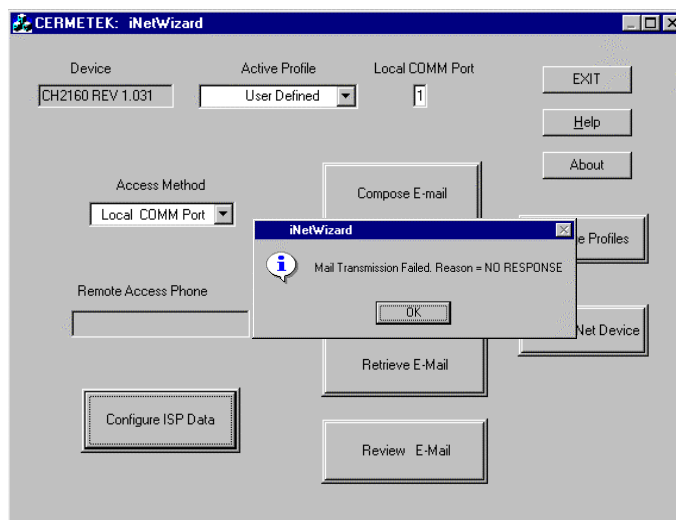 CERMETEK: iNetWizard
Device
Active Profile
Local COMM Port
CH2160 REV 1.031
User Defined
1
EXIT
Help
About
Access Method
Local COMM Port
Compose E-mail
iNetWizard
Mail Transmission Failed. Reason = NO RESPONSE
OK
Profiles
Remote Access Phone
Net Device
Retrieve E-Mail
Configure ISP Data
Review E-Mail